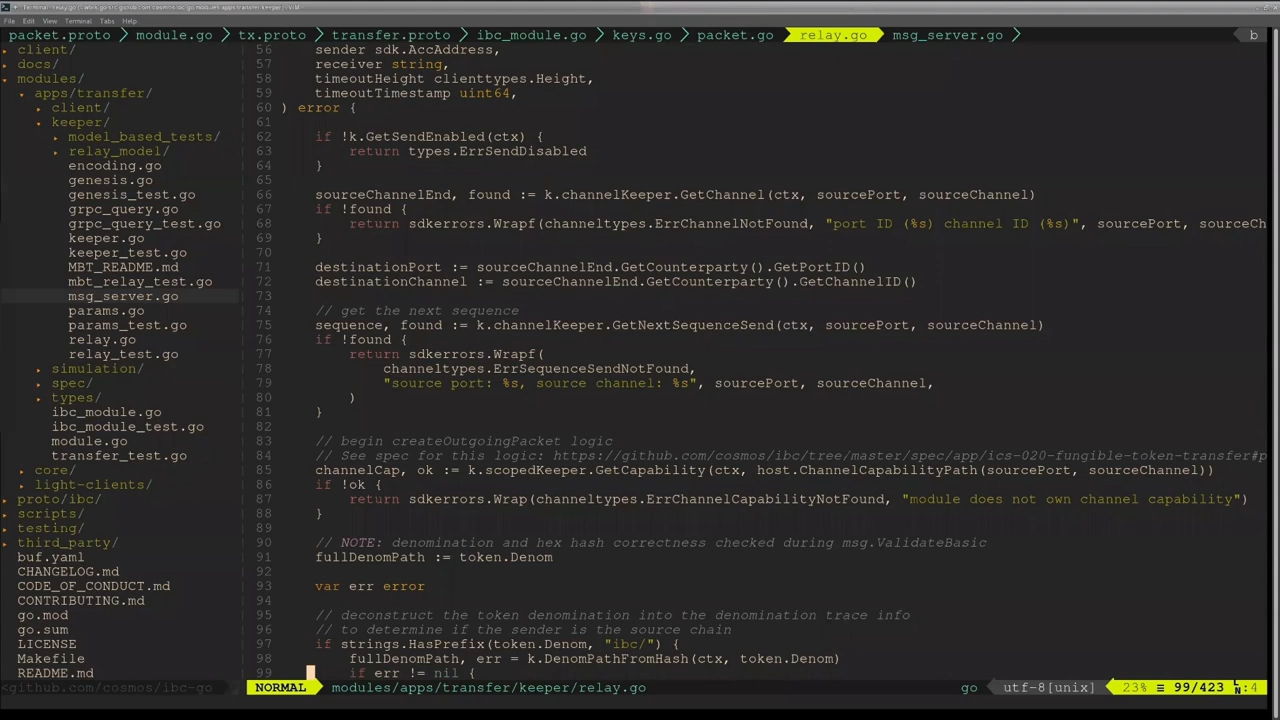 File Edit View Terminal Tabs Help
packet.proto module.go tx.proto transfer.proto ibc_module.go keys.go packet.go relay.go msg_server.go b
client/
docs/
modules/
apps/transfer/
client/
keeper/
model_based_tests/
relay_model/
encoding.go
genesis.go
genesis_test.go
grpc_query.go
grpc_query_test.go
keeper.go
keeper_test.go
MBT_README.md
mbt_relay_test.go
msg_server.go
params.go
params_test.go
relay.go
relay_test.go
simulation/
spec/
types/
ibc_module.go
ibc_module_test.go
module.go
transfer_test.go
core/
light-clients/
proto/ibc/
scripts/
testing/
third_party/
buf.yaml
CHANGELOG.md
CODE_OF_CONDUCT.md
CONTRIBUTING.md
go.mod
go.sum
LICENSE
Makefile
README.md
<github.com/cosmos/ibc-go
56 sender sdk.AccAddress,
57 receiver string,
58 timeoutHeight clienttypes.Height,
59 timeoutTimestamp uint64,
60 ) error {
61
62 if !k.GetSendEnabled(ctx) {
63 return types.ErrSendDisabled
64 }
65
66 sourceChannelEnd, found := k.channelKeeper.GetChannel(ctx, sourcePort, sourceChannel)
67 if !found {
68 return sdkerrors.Wrapf(channeltypes.ErrChannelNotFound, "port ID (%s) channel ID (%s)", sourcePort, sourceCh
69 }
70
71 destinationPort := sourceChannelEnd.GetCounterparty().GetPortID()
72 destinationChannel := sourceChannelEnd.GetCounterparty().GetChannelID()
73
74 // get the next sequence
75 sequence, found := k.channelKeeper.GetNextSequenceSend(ctx, sourcePort, sourceChannel)
76 if !found {
77 return sdkerrors.Wrapf(
78 channeltypes.ErrSequenceSendNotFound,
79 "source port: %s, source channel: %s", sourcePort, sourceChannel,
80 )
81 }
82
83 // begin createOutgoingPacket logic
84 // See spec for this logic: https://github.com/cosmos/ibc/tree/master/spec/app/ics-020-fungible-token-transfer#p
85 channelCap, ok := k.scopedKeeper.GetCapability(ctx, host.ChannelCapabilityPath(sourcePort, sourceChannel))
86 if !ok {
87 return sdkerrors.Wrap(channeltypes.ErrChannelCapabilityNotFound, "module does not own channel capability")
88 }
89
90 // NOTE: denomination and hex hash correctness checked during msg.ValidateBasic
91 fullDenomPath := token.Denom
92
93 var err error
94
95 // deconstruct the token denomination into the denomination trace info
96 // to determine if the sender is the source chain
97 if strings.HasPrefix(token.Denom, "ibc/") {
98 fullDenomPath, err = k.DenomPathFromHash(ctx, token.Denom)
99 if err != nil {
NORMAL modules/apps/transfer/keeper/relay.go go utf-8[unix] 23% ≡ 99/423 :4